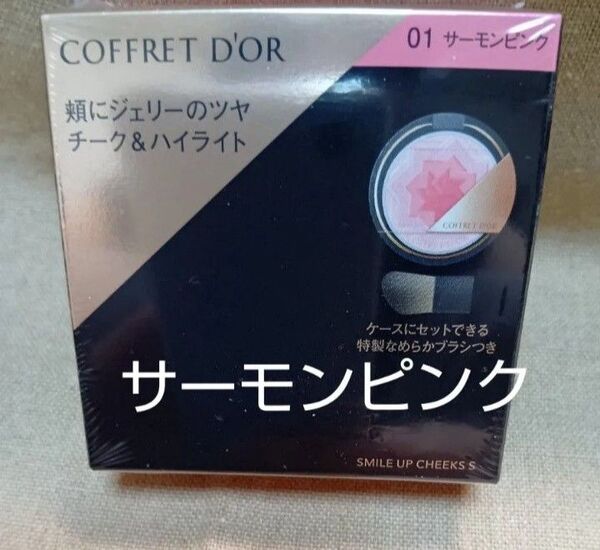 COFFRET D'OR
01 サーモンピンク
頬にジェリーのツヤ
チーク＆ハイライト
COFFRET D'OR
ケースにセットできる
特製なめらかブラシつき
サーモンピンク
SMILE UP CHEEKS S